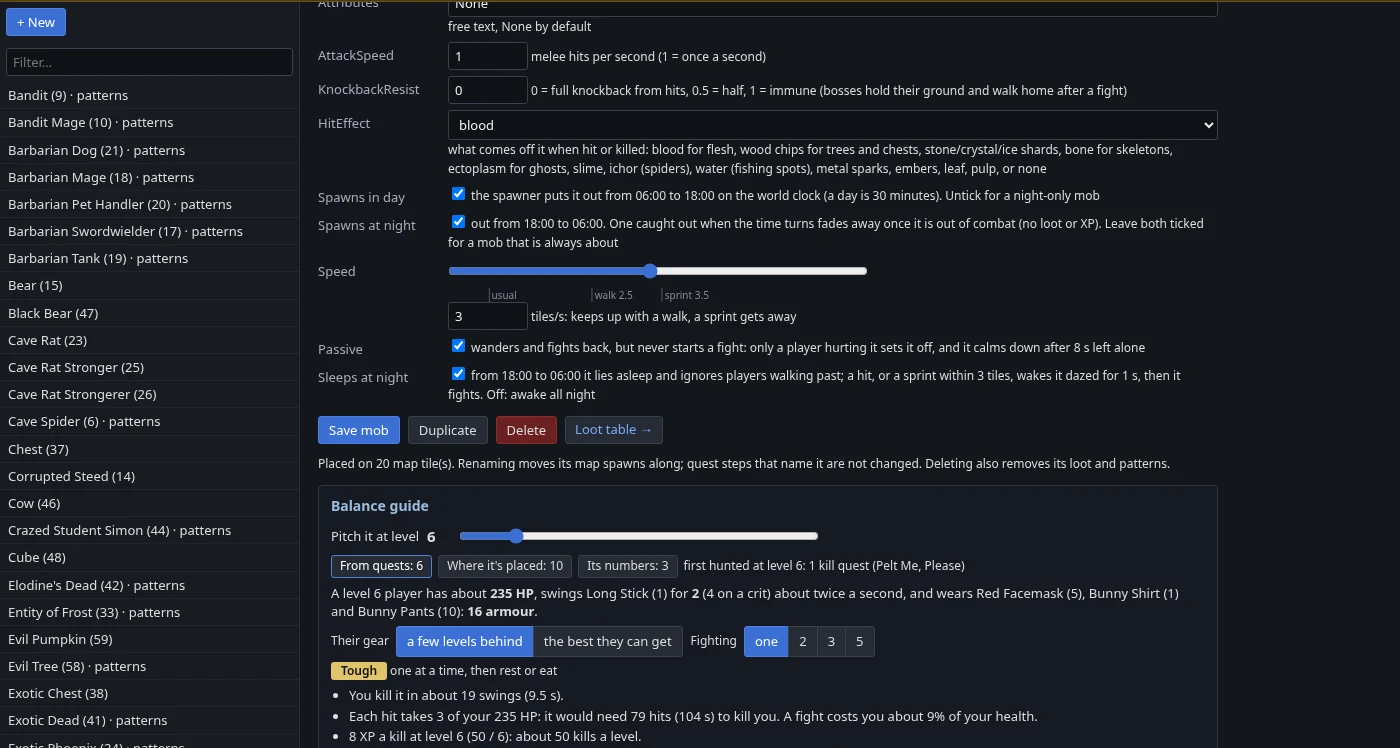 + New
Filter...
Bandit (9) · patterns
Bandit Mage (10) · patterns
Barbarian Dog (21) · patterns
Barbarian Mage (18) · patterns
Barbarian Pet Handler (20) · patterns
Barbarian Swordwielder (17) · patterns
Barbarian Tank (19) · patterns
Bear (15)
Black Bear (47)
Cave Rat (23)
Cave Rat Stronger (25)
Cave Rat Strongerer (26)
Cave Spider (6) · patterns
Chest (37)
Corrupted Steed (14)
Cow (46)
Crazed Student Simon (44) · patterns
Cube (48)
Elodine's Dead (42) · patterns
Entity of Frost (33) · patterns
Evil Pumpkin (59)
Evil Tree (58) · patterns
Exotic Chest (38)
Exotic Dead (41) · patterns
Exotic Phoenix (34) · patterns
Attributes
None
free text, None by default
AttackSpeed
1 melee hits per second (1 = once a second)
KnockbackResist
0 0 = full knockback from hits, 0.5 = half, 1 = immune (bosses hold their ground and walk home after a fight)
HitEffect
blood
what comes off it when hit or killed: blood for flesh, wood chips for trees and chests, stone/crystal/ice shards, bone for skeletons,
ectoplasm for ghosts, slime, ichor (spiders), water (fishing spots), metal sparks, embers, leaf, pulp, or none
Spawns in day
the spawner puts it out from 06:00 to 18:00 on the world clock (a day is 30 minutes). Untick for a night-only mob
Spawns at night
out from 18:00 to 06:00. One caught out when the time turns fades away once it is out of combat (no loot or XP). Leave both ticked
for a mob that is always about
Speed
usual walk 2.5 sprint 3.5
3 tiles/s: keeps up with a walk, a sprint gets away
Passive
wanders and fights back, but never starts a fight: only a player hurting it sets it off, and it calms down after 8 s left alone
Sleeps at night
from 18:00 to 06:00 it lies asleep and ignores players walking past; a hit, or a sprint within 3 tiles, wakes it dazed for 1 s, then it
fights. Off: awake all night
Save mob Duplicate Delete Loot table →
Placed on 20 map tile(s). Renaming moves its map spawns along; quest steps that name it are not changed. Deleting also removes its loot and patterns.
Balance guide
Pitch it at level 6
From quests: 6 Where it's placed: 10 Its numbers: 3 first hunted at level 6: 1 kill quest (Pelt Me, Please)
A level 6 player has about 235 HP, swings Long Stick (1) for 2 (4 on a crit) about twice a second, and wears Red Facemask (5), Bunny Shirt (1)
and Bunny Pants (10): 16 armour.
Their gear a few levels behind the best they can get Fighting one 2 3 5
Tough one at a time, then rest or eat
• You kill it in about 19 swings (9.5 s).
• Each hit takes 3 of your 235 HP: it would need 79 hits (104 s) to kill you. A fight costs you about 9% of your health.
• 8 XP a kill at level 6 (50 / 6): about 50 kills a level.